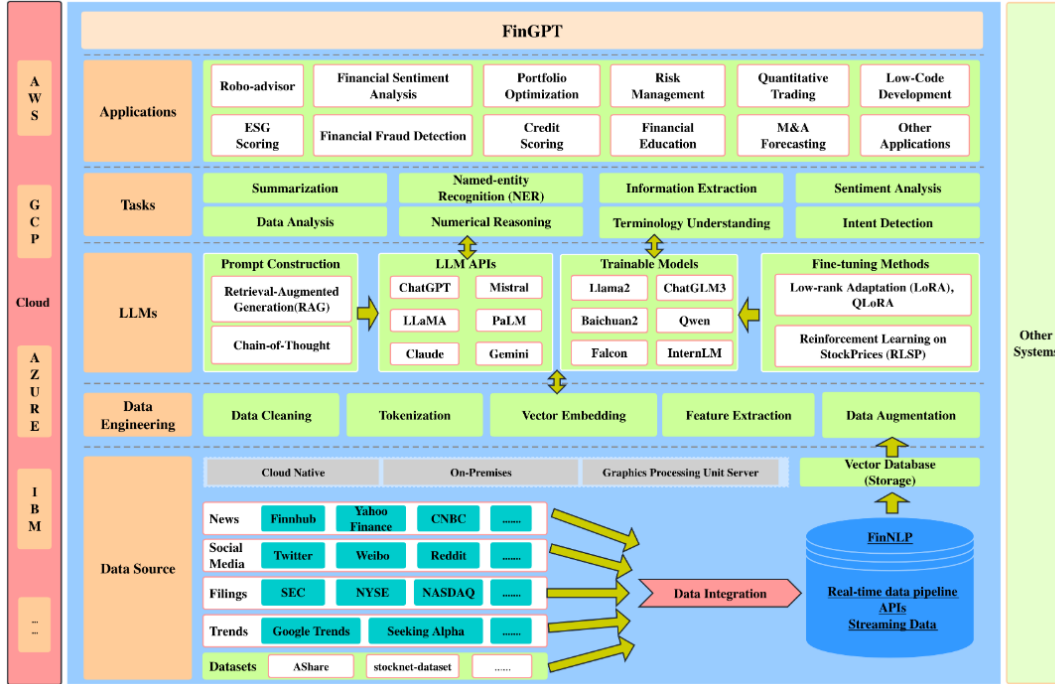 FinGPT
AWS
GCP
Cloud
AZURE
IBM
... ...
Applications
Robo-advisor
Financial Sentiment
Analysis
Portfolio
Optimization
Risk
Management
Quantitative
Trading
Low-Code
Development
ESG
Scoring
Financial Fraud Detection
Credit
Scoring
Financial
Education
M&A
Forecasting
Other
Applications
Tasks
Summarization
Named-entity
Recognition (NER)
Information Extraction
Sentiment Analysis
Data Analysis
Numerical Reasoning
Terminology Understanding
Intent Detection
LLMs
Prompt Construction
Retrieval-Augmented
Generation(RAG)
Chain-of-Thought
LLM APIs
ChatGPT
Mistral
LLaMA
PaLM
Claude
Gemini
Trainable Models
Llama2
ChatGLM3
Baichuan2
Qwen
Falcon
InternLM
Fine-tuning Methods
Low-rank Adaptation (LoRA),
QLoRA
Reinforcement Learning on
StockPrices (RLSP)
Data
Engineering
Data Cleaning
Tokenization
Vector Embedding
Feature Extraction
Data Augmentation
Data Source
Cloud Native
On-Premises
Graphics Processing Unit Server
Vector Database
(Storage)
News
Finnhub
Yahoo
Finance
CNBC
.......
Social
Media
Twitter
Weibo
Reddit
.......
Filings
SEC
NYSE
NASDAQ
.......
Trends
Google Trends
Seeking Alpha
.......
Datasets
AShare
stocknet-dataset
......
Data Integration
FinNLP
Real-time data pipeline
APIs
Streaming Data
Other
Systems